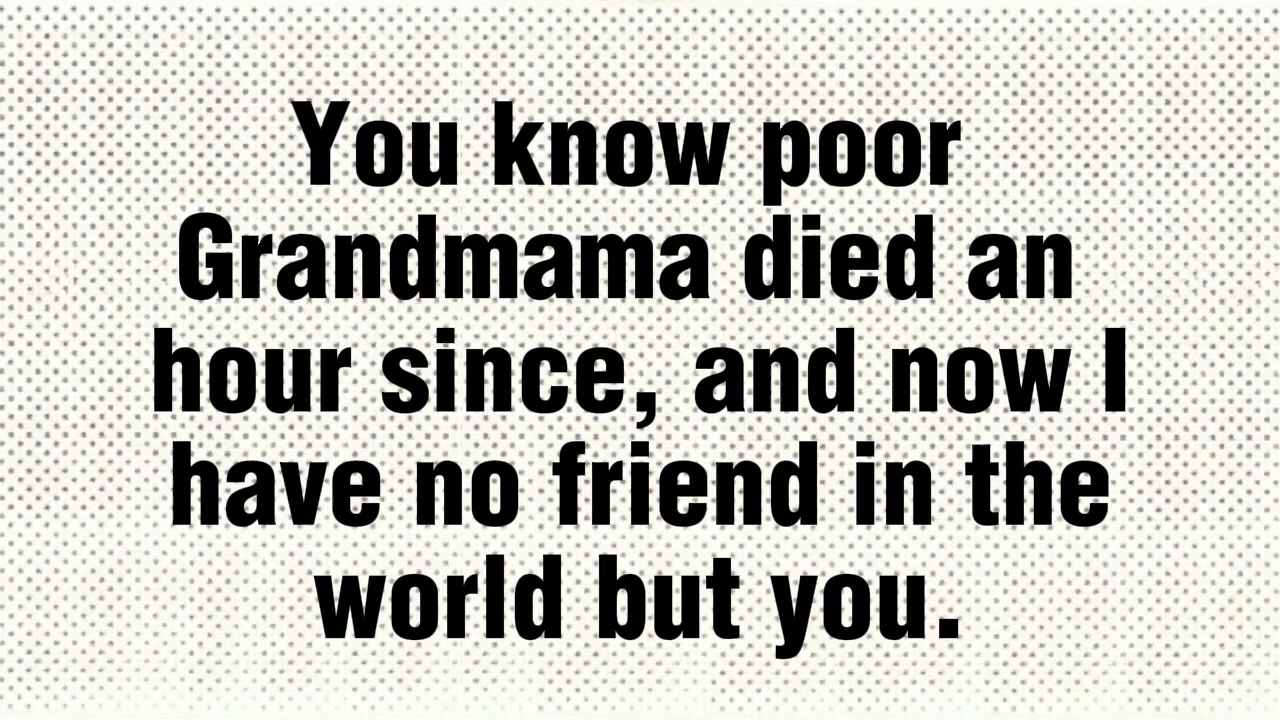 You know poor
Grandmama died an
hour since, and now I
have no friend in the
world but you.